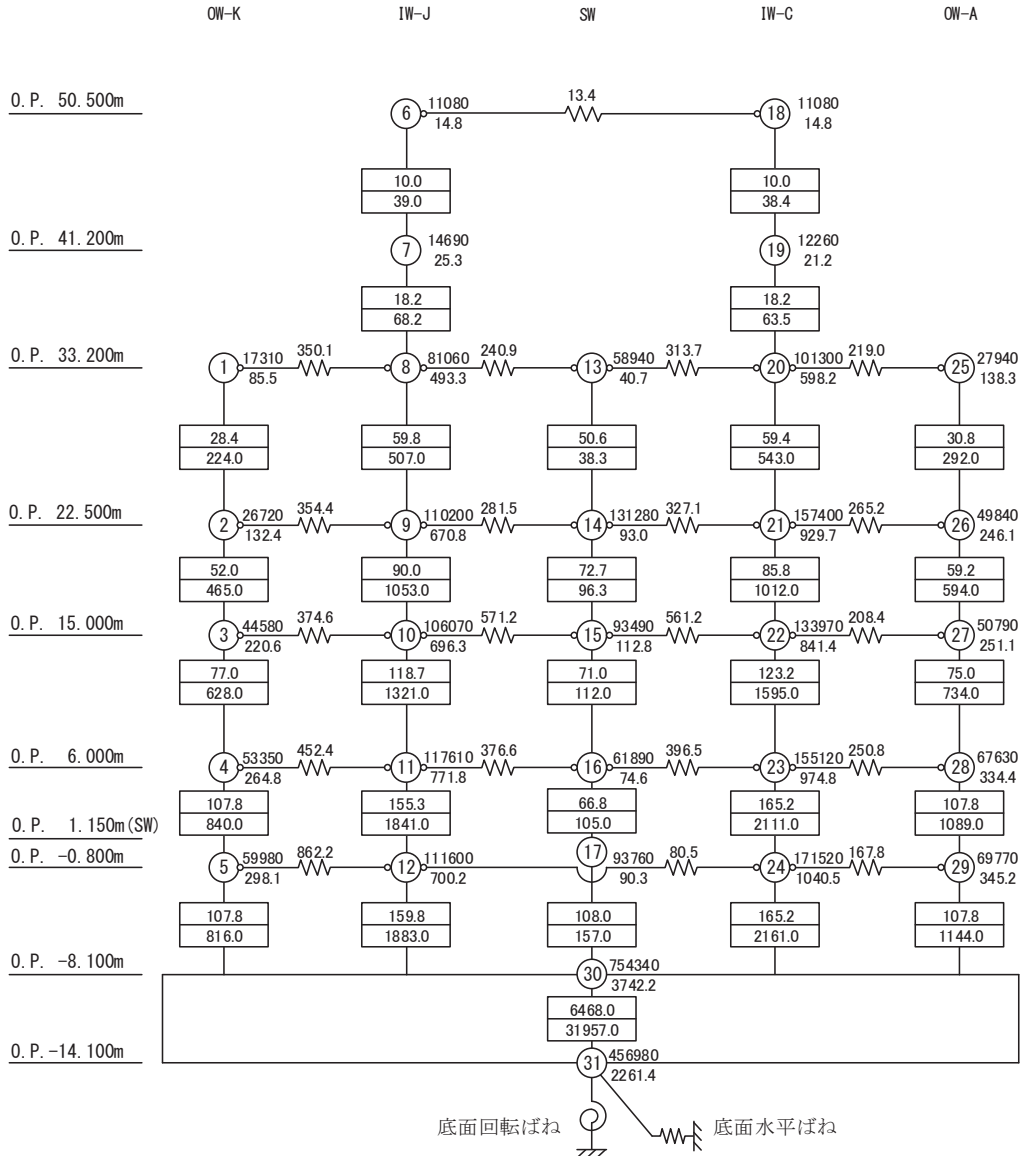 OW-K IW-J SW IW-C OW-A
O.P. 50.500m 6 11080 13.4 18 11080
14.8 14.8
10.0 10.0
39.0 38.4
O.P. 41.200m 7 14690 19 12260
25.3 21.2
18.2 18.2
68.2 63.5
O.P. 33.200m 1 17310 350.1 8 81060 240.9 13 58940 313.7 20 101300 219.0 25 27940
85.5 493.3 40.7 598.2 138.3
28.4 59.8 50.6 59.4 30.8
224.0 507.0 38.3 543.0 292.0
O.P. 22.500m 2 26720 354.4 9 110200 281.5 14 131280 327.1 21 157400 265.2 26 49840
132.4 670.8 93.0 929.7 246.1
52.0 90.0 72.7 85.8 59.2
465.0 1053.0 96.3 1012.0 594.0
O.P. 15.000m 3 44580 374.6 10 106070 571.2 15 93490 561.2 22 133970 208.4 27 50790
220.6 696.3 112.8 841.4 251.1
77.0 118.7 71.0 123.2 75.0
628.0 1321.0 112.0 1595.0 734.0
O.P. 6.000m 4 53350 452.4 11 117610 376.6 16 61890 396.5 23 155120 250.8 28 67630
264.8 771.8 74.6 974.8 334.4
107.8 155.3 66.8 165.2 107.8
840.0 1841.0 105.0 2111.0 1089.0
O.P. 1.150m(SW)
O.P. -0.800m 5 59980 862.2 12 111600 17 93760 80.5 24 171520 167.8 29 69770
298.1 700.2 90.3 1040.5 345.2
107.8 159.8 108.0 165.2 107.8
816.0 1883.0 157.0 2161.0 1144.0
O.P. -8.100m 30 754340
3742.2
6468.0
31957.0
O.P.-14.100m 31 456980
2261.4
底面回転ばね 底面水平ばね